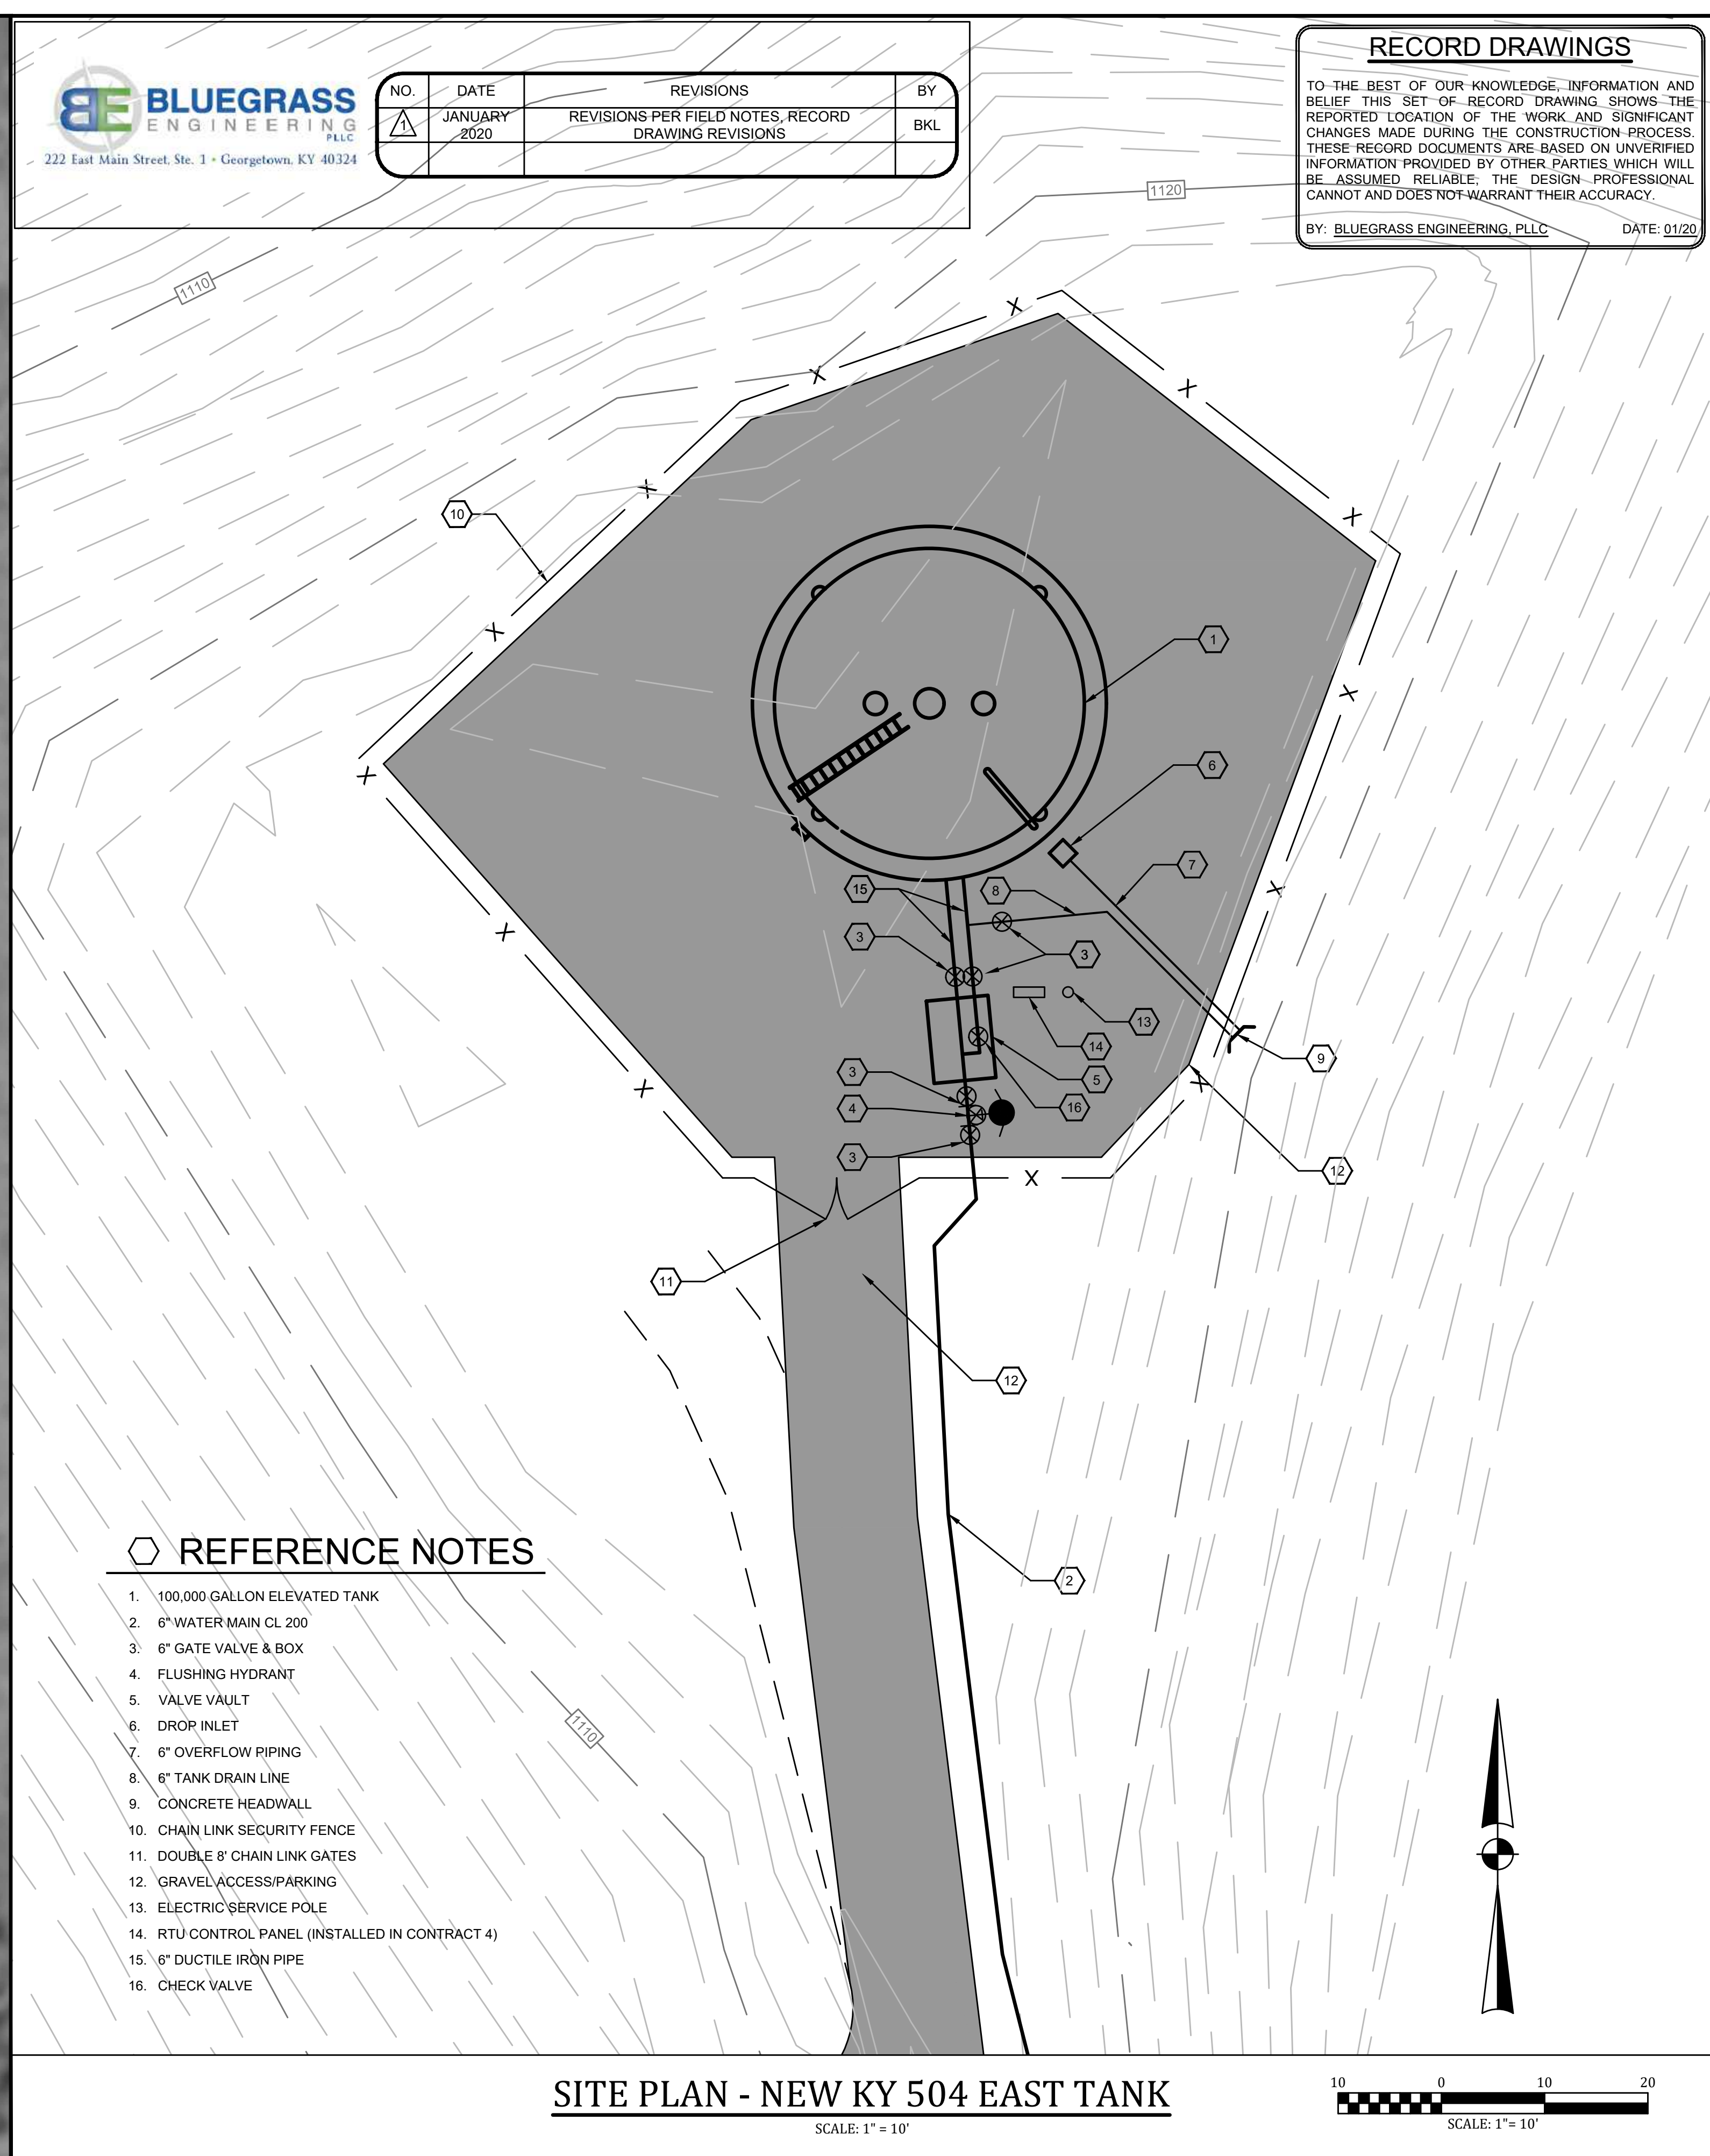 BE BLUEGRASS
ENGINEERING
PLLC
222 East Main Street, Ste. 1 • Georgetown, KY 40324
NO. DATE REVISIONS BY
1 JANUARY 2020 REVISIONS PER FIELD NOTES, RECORD DRAWING REVISIONS BKL
RECORD DRAWINGS
TO THE BEST OF OUR KNOWLEDGE, INFORMATION AND
BELIEF THIS SET OF RECORD DRAWING SHOWS THE
REPORTED LOCATION OF THE WORK AND SIGNIFICANT
CHANGES MADE DURING THE CONSTRUCTION PROCESS.
THESE RECORD DOCUMENTS ARE BASED ON UNVERIFIED
INFORMATION PROVIDED BY OTHER PARTIES WHICH WILL
BE ASSUMED RELIABLE, THE DESIGN PROFESSIONAL
CANNOT AND DOES NOT WARRANT THEIR ACCURACY.
BY: BLUEGRASS ENGINEERING, PLLC DATE: 01/20
1120
1110
X
X
X
X
X
10
X
1
X
6
X
7
15
8
X
X
3
3
13
14
9
3
5
X
X
4
16
3
12
X
11
12
2
REFERENCE NOTES
1. 100,000 GALLON ELEVATED TANK
2. 6" WATER MAIN CL 200
3. 6" GATE VALVE & BOX
4. FLUSHING HYDRANT
5. VALVE VAULT
6. DROP INLET
7. 6" OVERFLOW PIPING
8. 6" TANK DRAIN LINE
9. CONCRETE HEADWALL
10. CHAIN LINK SECURITY FENCE
11. DOUBLE 8' CHAIN LINK GATES
12. GRAVEL ACCESS/PARKING
13. ELECTRIC SERVICE POLE
14. RTU CONTROL PANEL (INSTALLED IN CONTRACT 4)
15. 6" DUCTILE IRON PIPE
16. CHECK VALVE
1110
SITE PLAN - NEW KY 504 EAST TANK
SCALE: 1" = 10'
10 0 10 20
SCALE: 1"= 10'